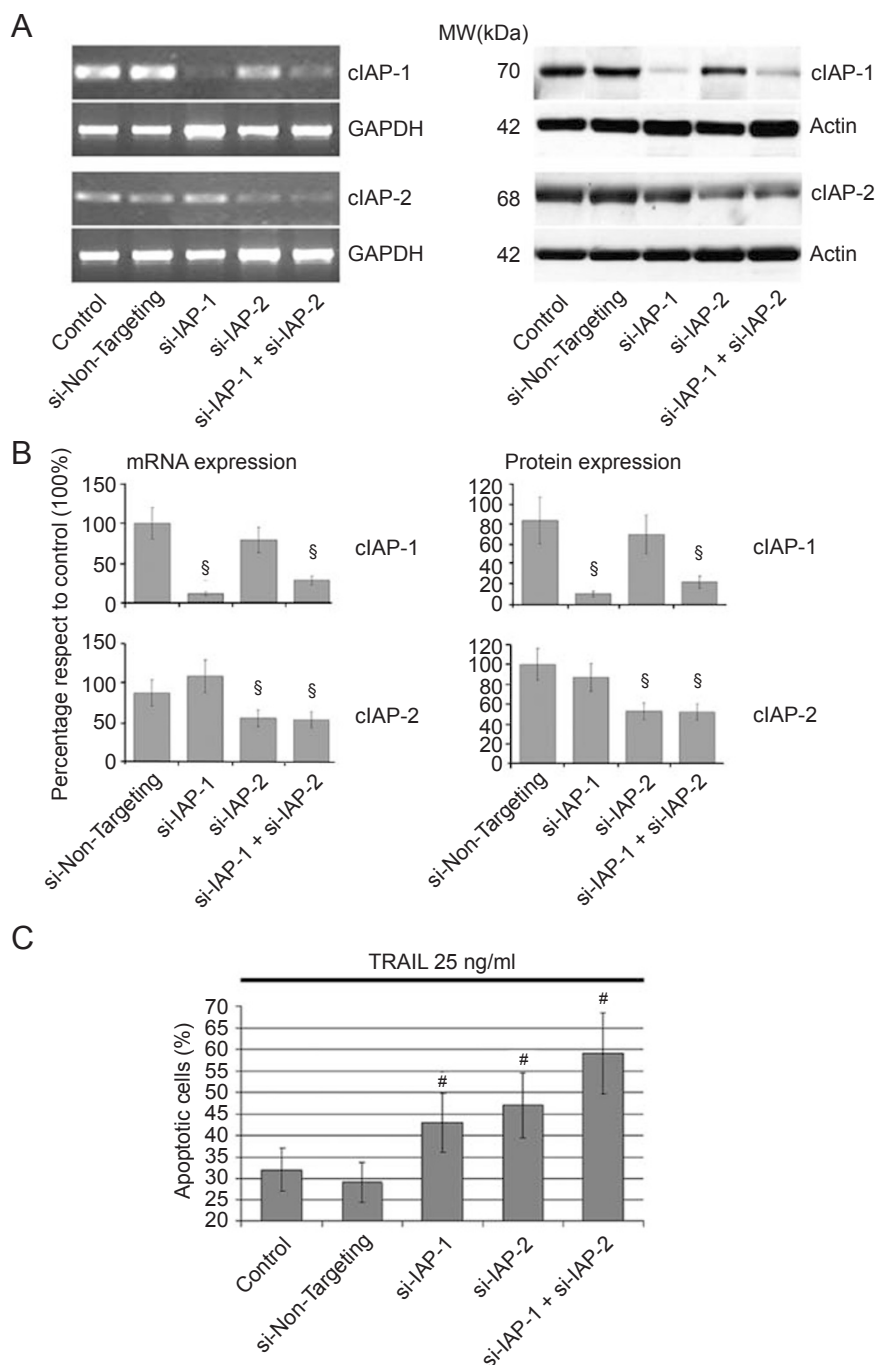 A
MW(kDa)
cIAP-1
70
cIAP-1
GAPDH
42
Actin
cIAP-2
68
cIAP-2
GAPDH
42
Actin
Control
si-Non-Targeting
si-IAP-1
si-IAP-2
si-IAP-1 + si-IAP-2
Control
si-Non-Targeting
si-IAP-1
si-IAP-2
si-IAP-1 + si-IAP-2
B
Percentage respect to control (100%)
mRNA expression
150
100
50
0
§
§
cIAP-1
150
100
50
0
§
§
cIAP-2
si-Non-Targeting
si-IAP-1
si-IAP-2
si-IAP-1 + si-IAP-2
Protein expression
120
100
80
60
40
20
0
§
§
cIAP-1
120
100
80
60
40
20
0
§
§
cIAP-2
si-Non-Targeting
si-IAP-1
si-IAP-2
si-IAP-1 + si-IAP-2
C
TRAIL 25 ng/ml
Apoptotic cells (%)
70
65
60
55
50
45
40
35
30
25
20
#
#
#
Control
si-Non-Targeting
si-IAP-1
si-IAP-2
si-IAP-1 + si-IAP-2